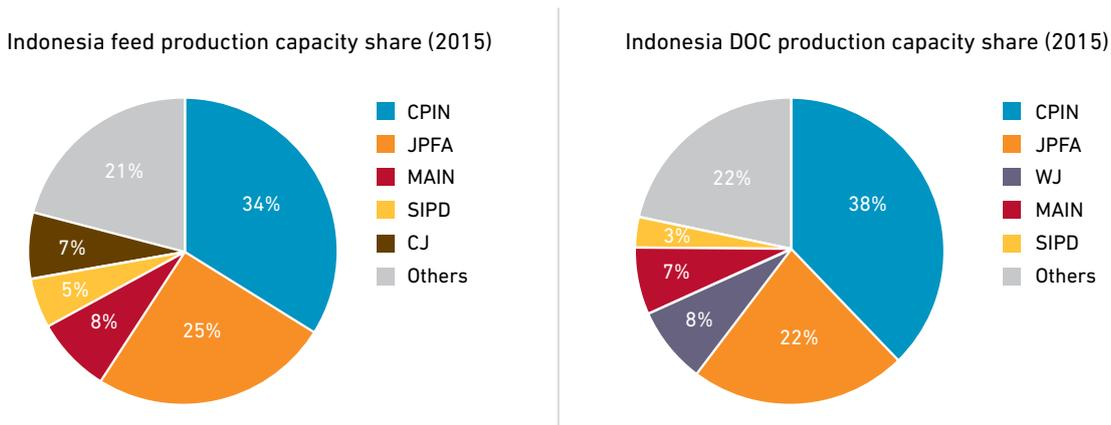 Indonesia feed production capacity share (2015)
34%
25%
8%
5%
7%
21%
CPIN
JPFA
MAIN
SIPD
CJ
Others
Indonesia DOC production capacity share (2015)
38%
22%
8%
7%
3%
22%
CPIN
JPFA
WJ
MAIN
SIPD
Others